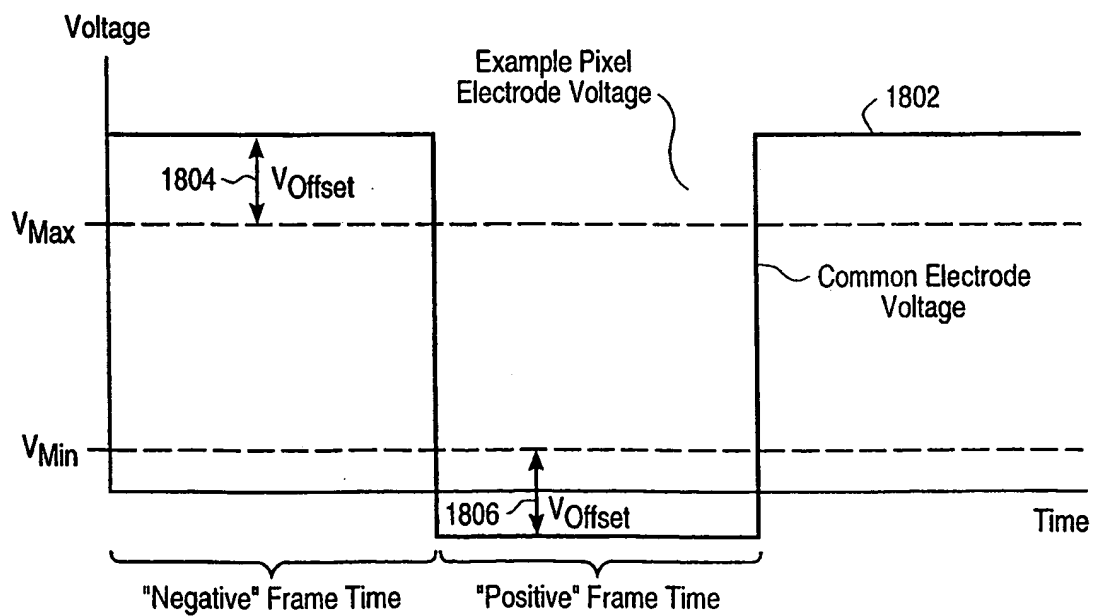 Voltage
Example Pixel
Electrode Voltage
1802
1804
VOffset
VMax
Common Electrode
Voltage
VMin
1806
VOffset
Time
"Negative" Frame Time
"Positive" Frame Time